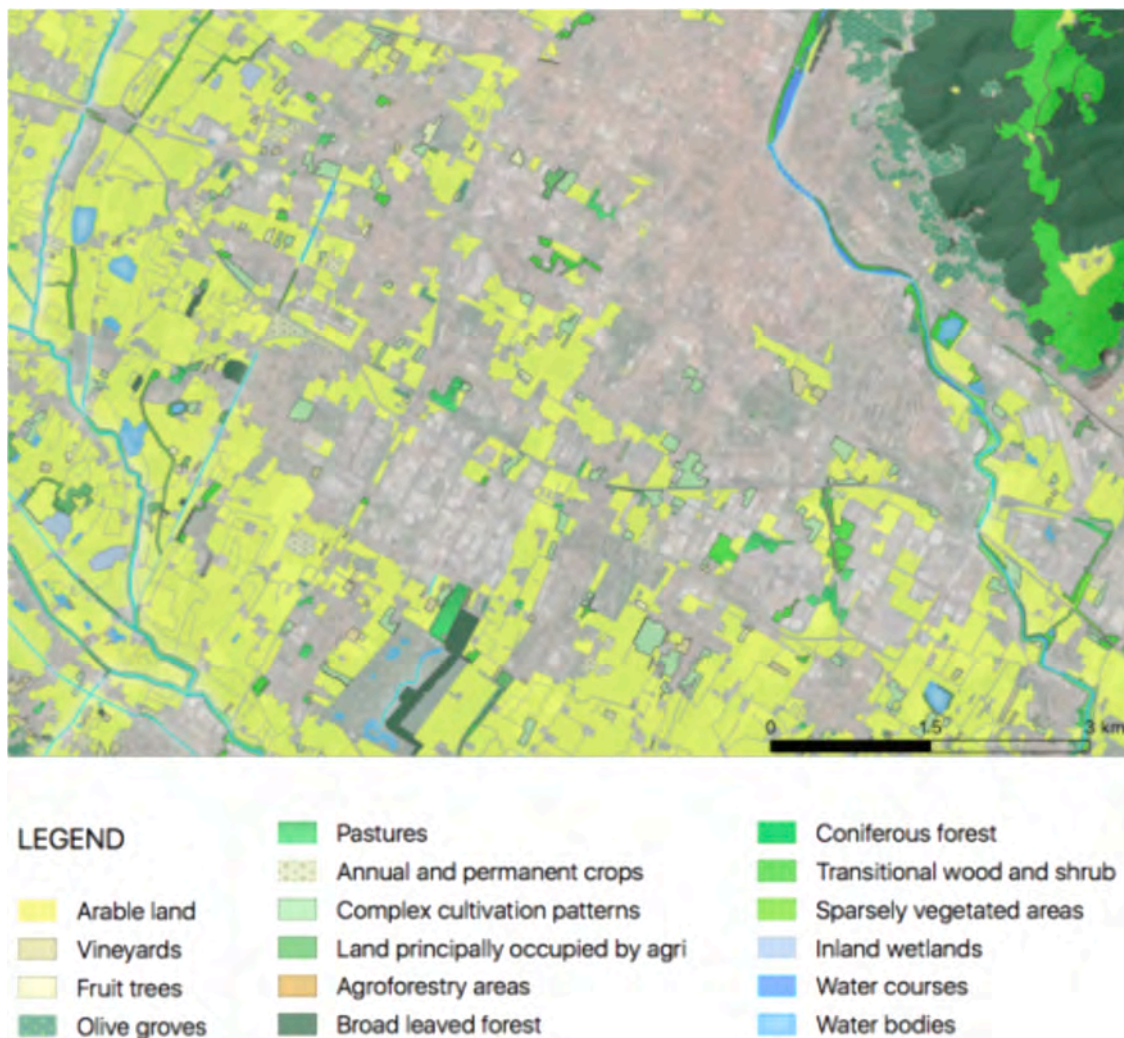 0 1.5 3 km
LEGEND
Arable land
Vineyards
Fruit trees
Olive groves
Pastures
Annual and permanent crops
Complex cultivation patterns
Land principally occupied by agri
Agroforestry areas
Broad leaved forest
Coniferous forest
Transitional wood and shrub
Sparsely vegetated areas
Inland wetlands
Water courses
Water bodies